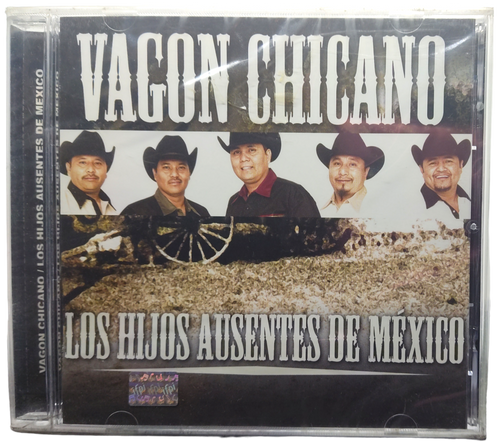 VAGON CHICANO
LOS HIJOS AUSENTES DE MÉXICO
VAGON CHICANO / LOS HIJOS AUSENTES DE MEXICO